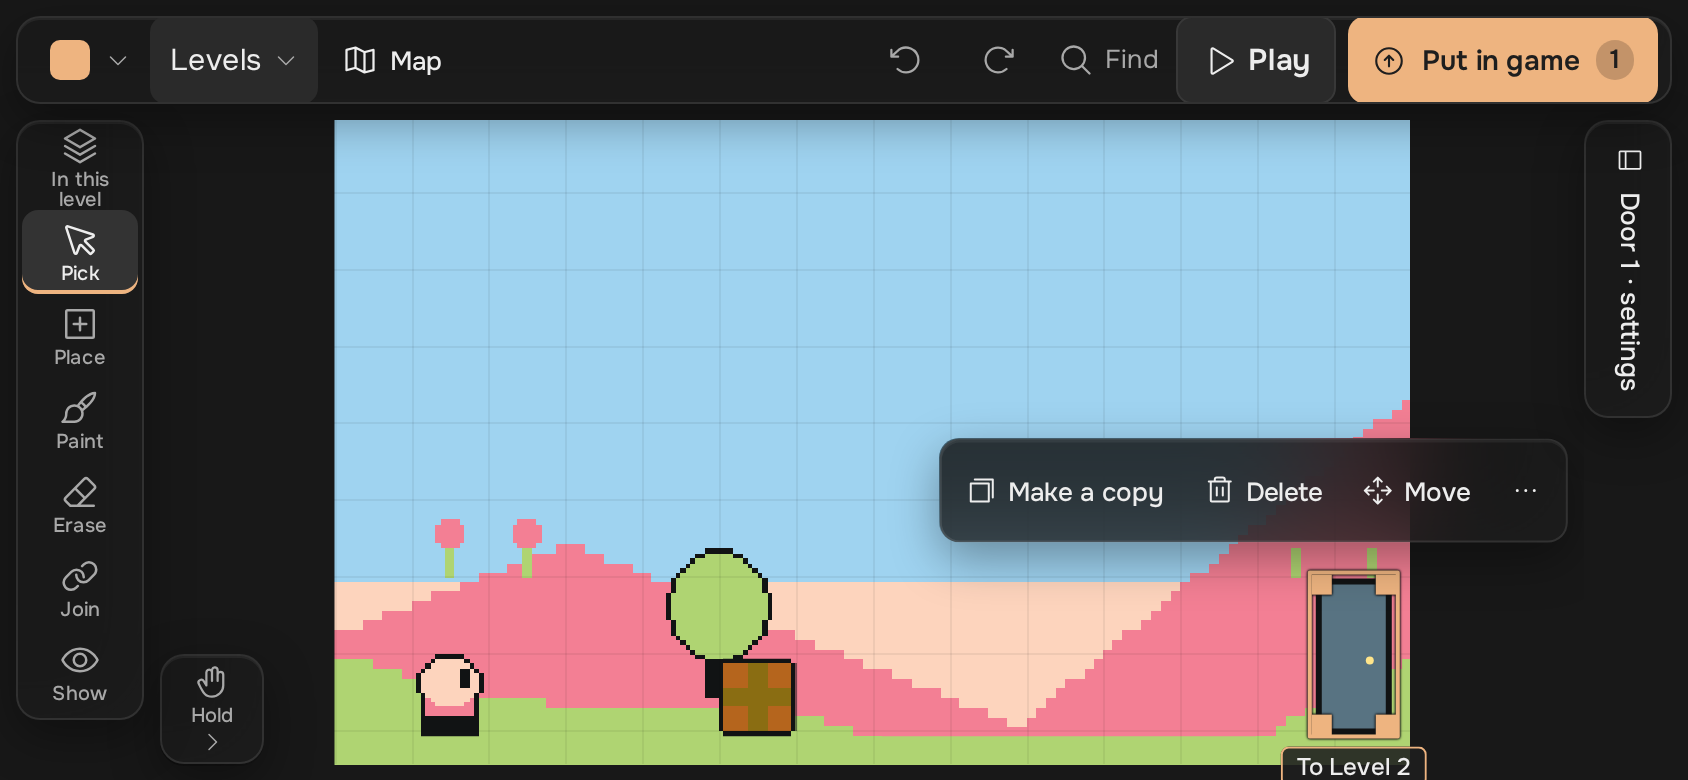 Levels
Map
Find
Play
Put in game 1
In this
level
Pick
Place
Paint
Erase
Join
Show
Hold
Make a copy
Delete
Move
Door 1 · settings
To Level 2